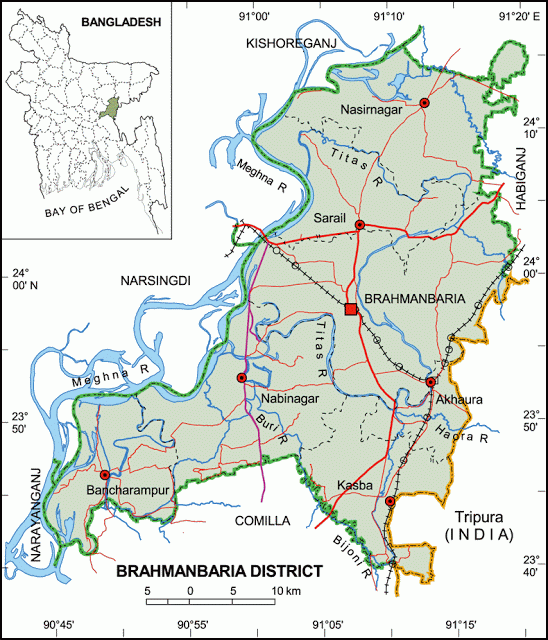 BANGLADESH
BAY OF BENGAL
91°00'
91°10'
91°20' E
KISHOREGANJ
Nasirnagar
24°
10'
Titas R
Meghna R
HABIGANJ
Sarail
24°
00' N
24°
00'
NARSINGDI
BRAHMANBARIA
Titas R
Meghna R
Nabinagar
Akhaura
23°
50'
23°
50'
Buri R
Haora R
Bancharampur
Kasba
NARAYANGANJ
COMILLA
Tripura
(INDIA)
Bijoni R
23°
40'
BRAHMANBARIA DISTRICT
5 0 5 10 km
90°45'
90°55'
91°05'
91°15'